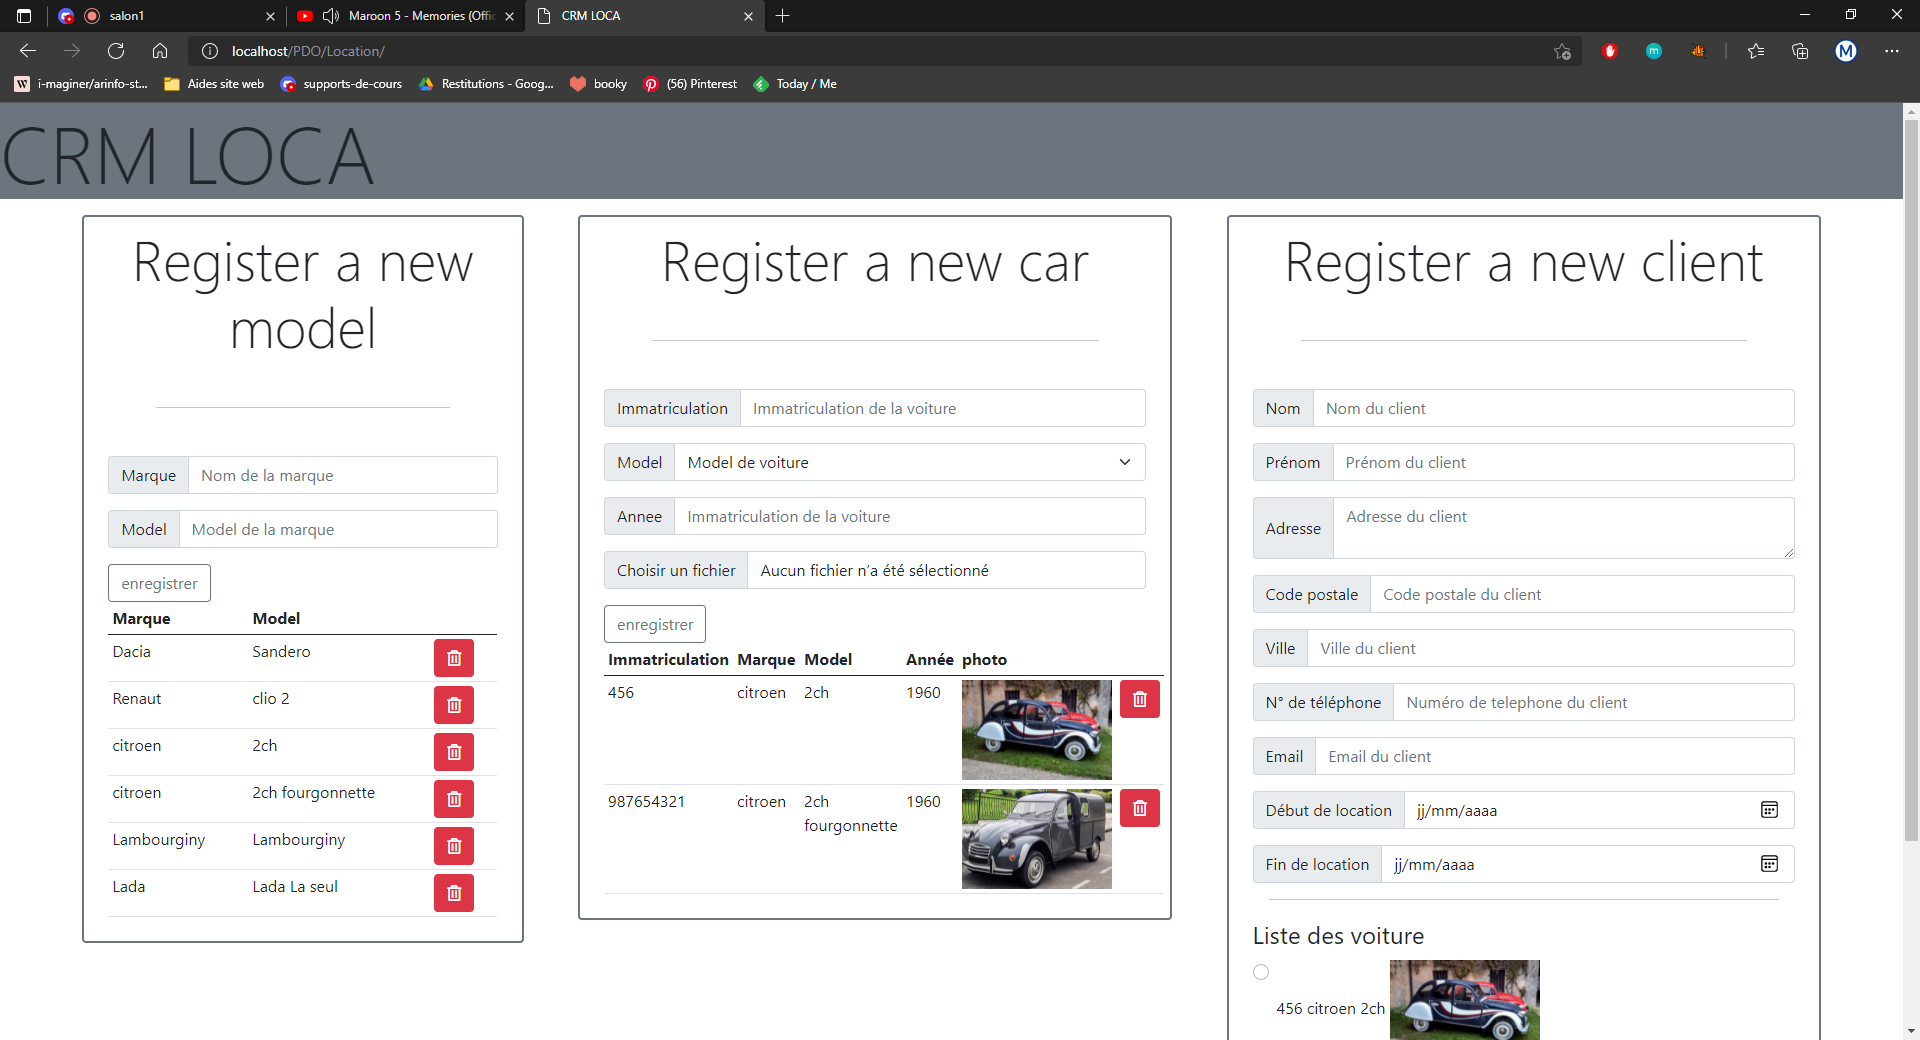 salon1
Maroon 5 - Memories (Offic
CRM LOCA
localhost/PDO/Location/
M
i-maginer/arinfo-st...
Aides site web
supports-de-cours
Restitutions - Goog...
booky
(56) Pinterest
Today / Me
CRM LOCA
Register a new
model
Marque Nom de la marque
Model Model de la marque
enregistrer
Marque Model
Dacia Sandero
Renaut clio 2
citroen 2ch
citroen 2ch fourgonnette
Lambourginy Lambourginy
Lada Lada La seul
Register a new car
Immatriculation Immatriculation de la voiture
Model Model de voiture
Annee Immatriculation de la voiture
Choisir un fichier Aucun fichier n'a été sélectionné
enregistrer
Immatriculation Marque Model Année photo
456 citroen 2ch 1960
987654321 citroen 2ch 1960
fourgonnette
Register a new client
Nom Nom du client
Prénom Prénom du client
Adresse Adresse du client
Code postale Code postale du client
Ville Ville du client
N° de téléphone Numéro de telephone du client
Email Email du client
Début de location jj/mm/aaaa
Fin de location jj/mm/aaaa
Liste des voiture
456 citroen 2ch